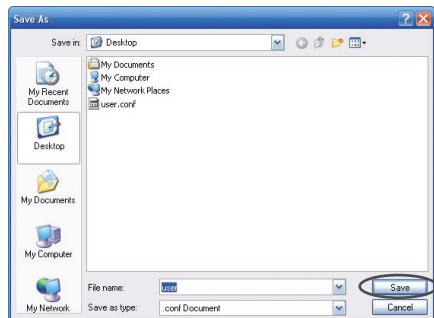 Save As
Save in:
Desktop
My Recent
Documents
Desktop
My Documents
My Computer
My Network
My Documents
My Computer
My Network Places
user.conf
File name:
user
Save
Save as type:
.conf Document
Cancel